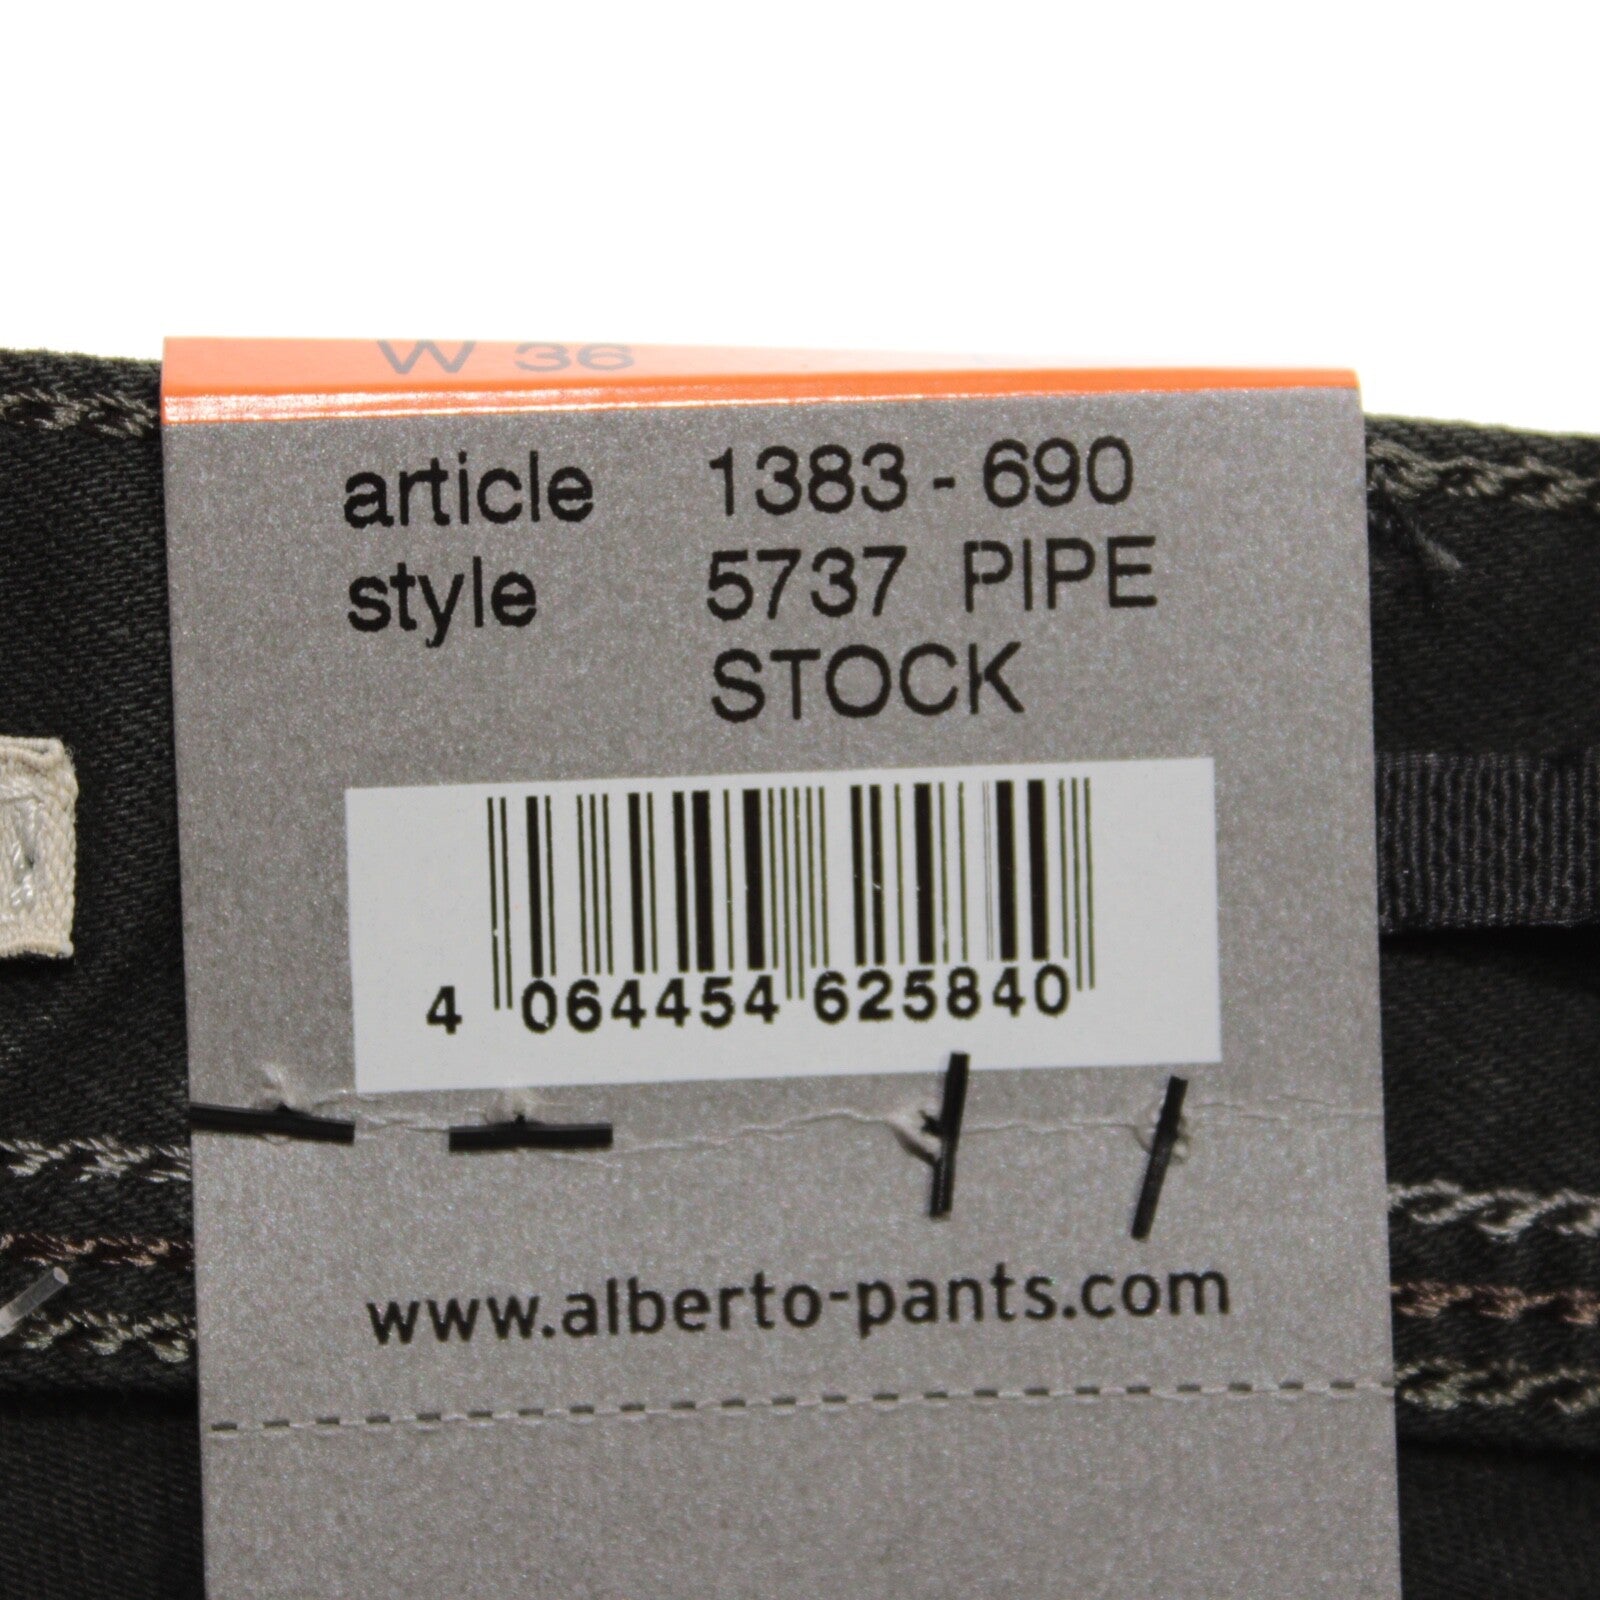 W 36
article 1383 - 690
style 5737 PIPE
STOCK
4 064454 625840
www.alberto-pants.com